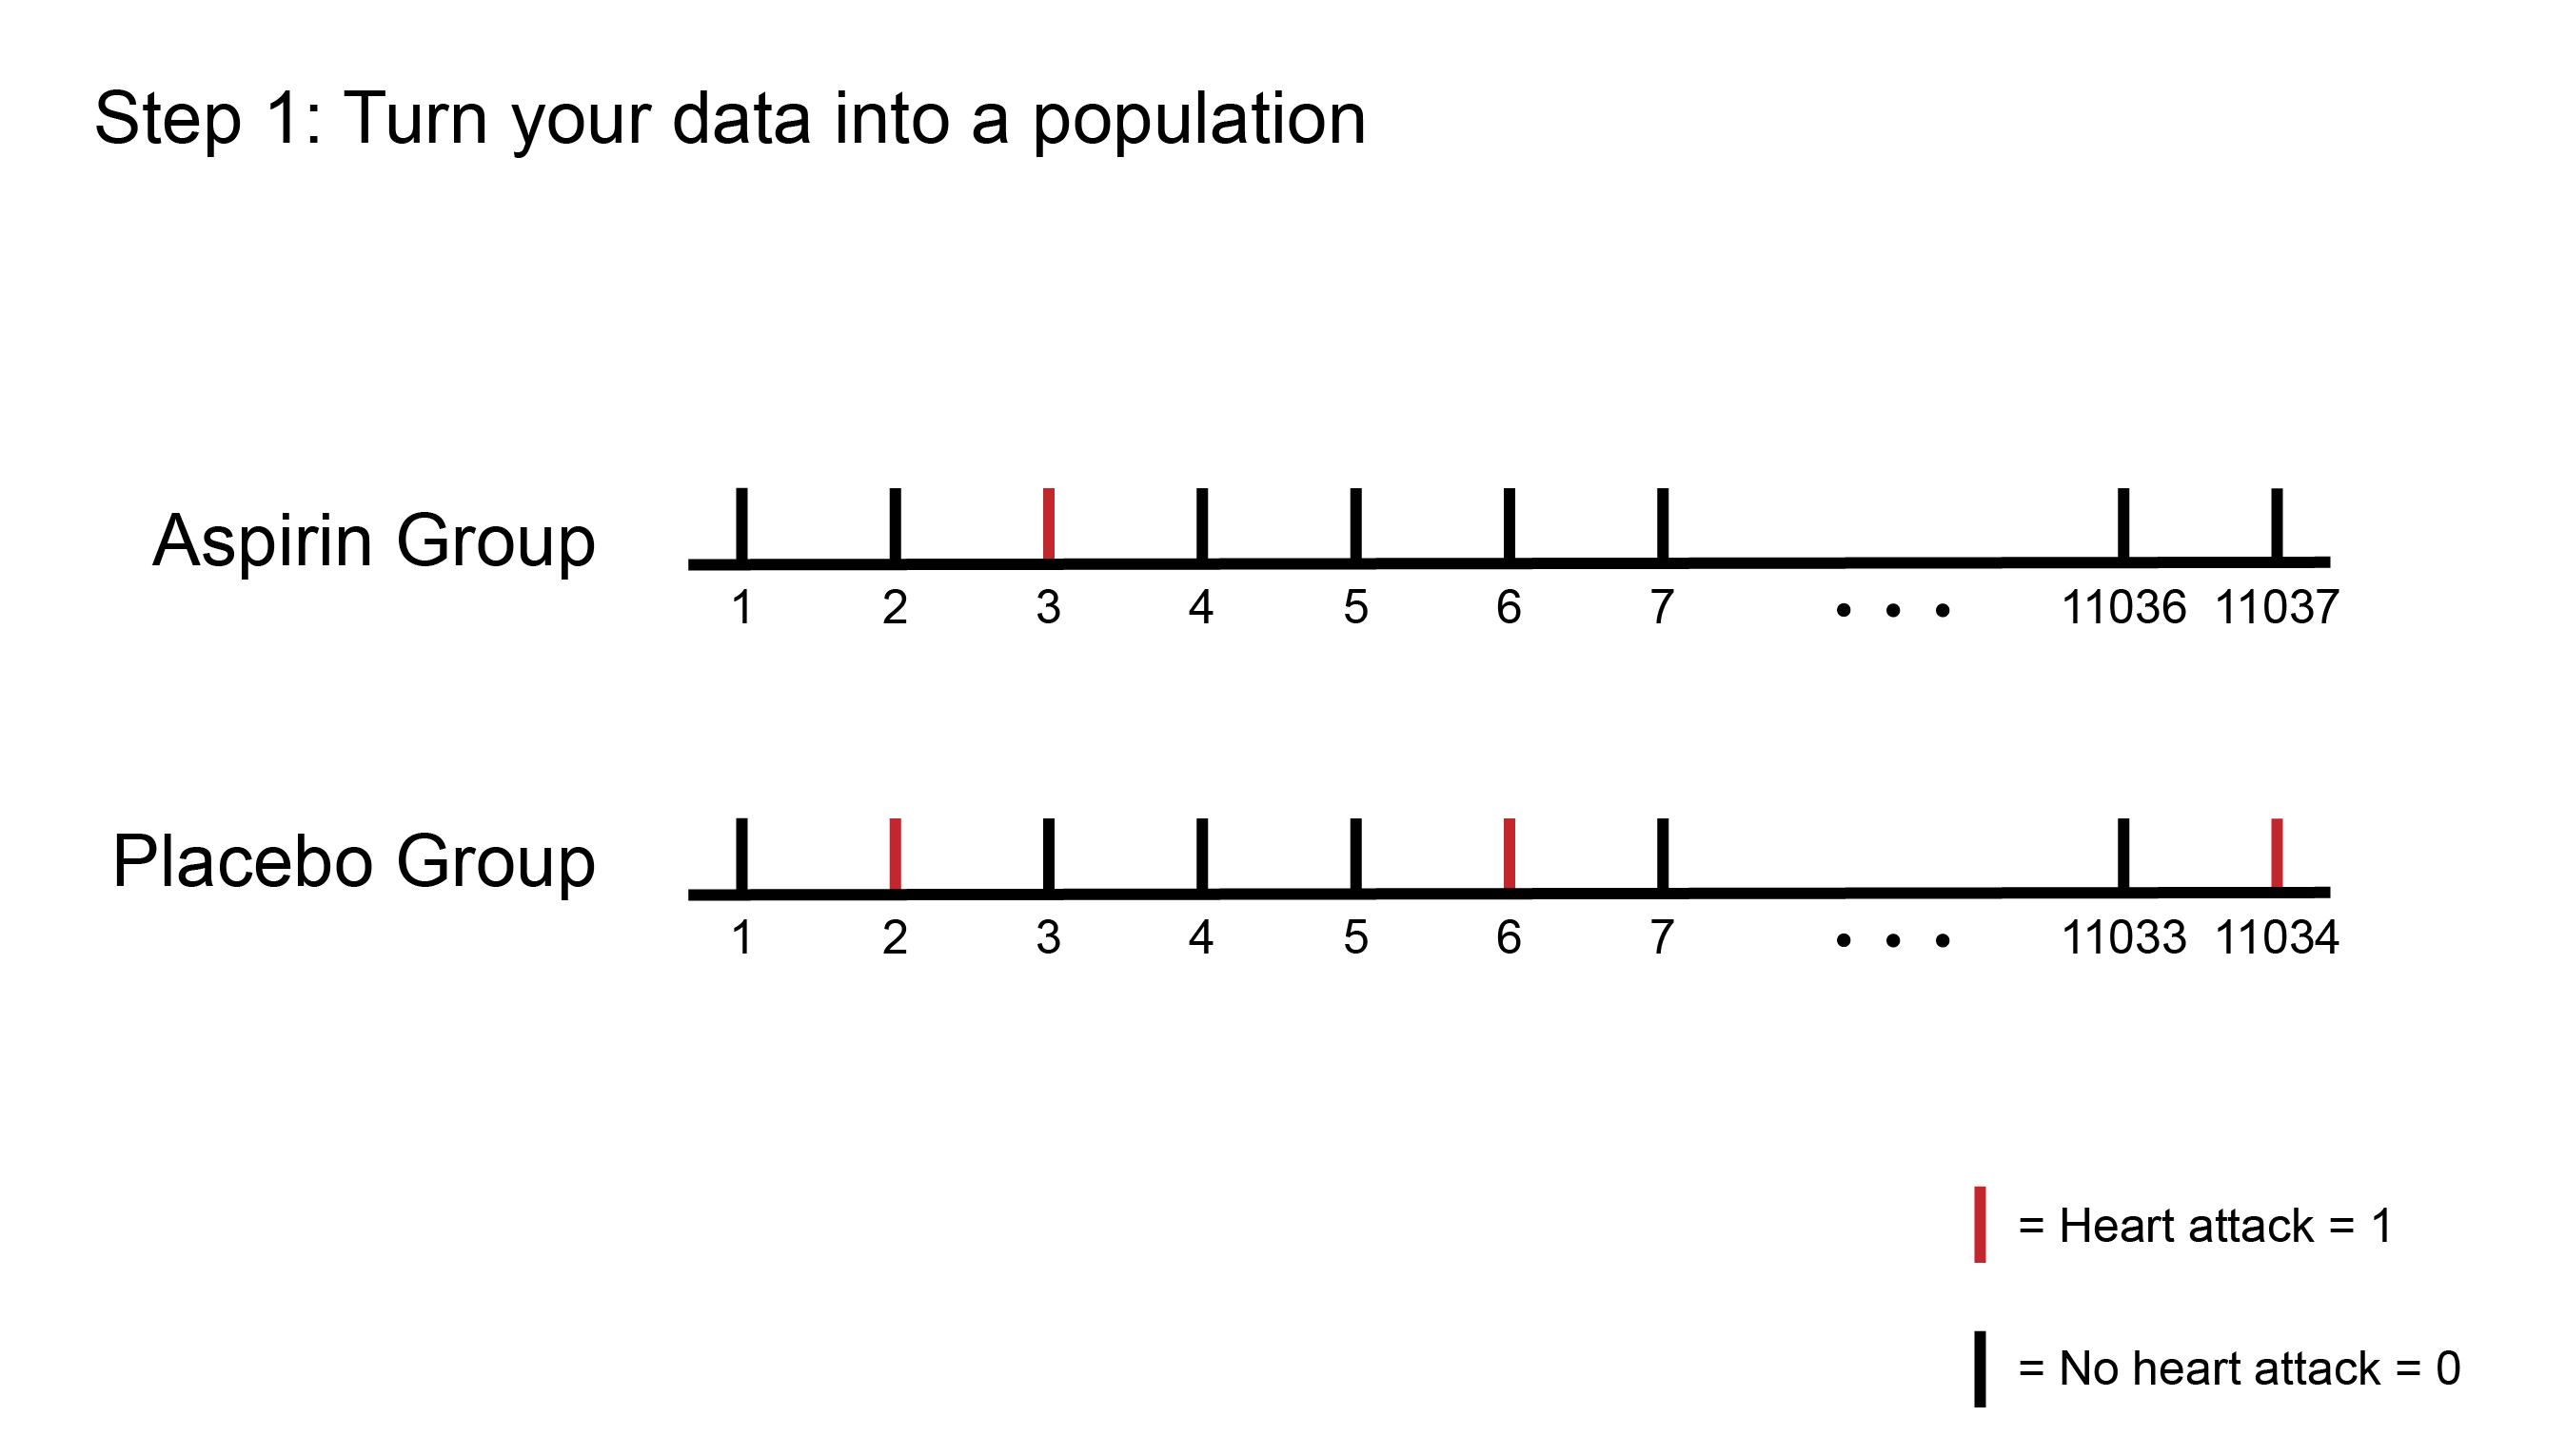 Step 1: Turn your data into a population
Aspirin Group
1 2 3 4 5 6 7 • • • 11036 11037
Placebo Group
1 2 3 4 5 6 7 • • • 11033 11034
= Heart attack = 1
= No heart attack = 0